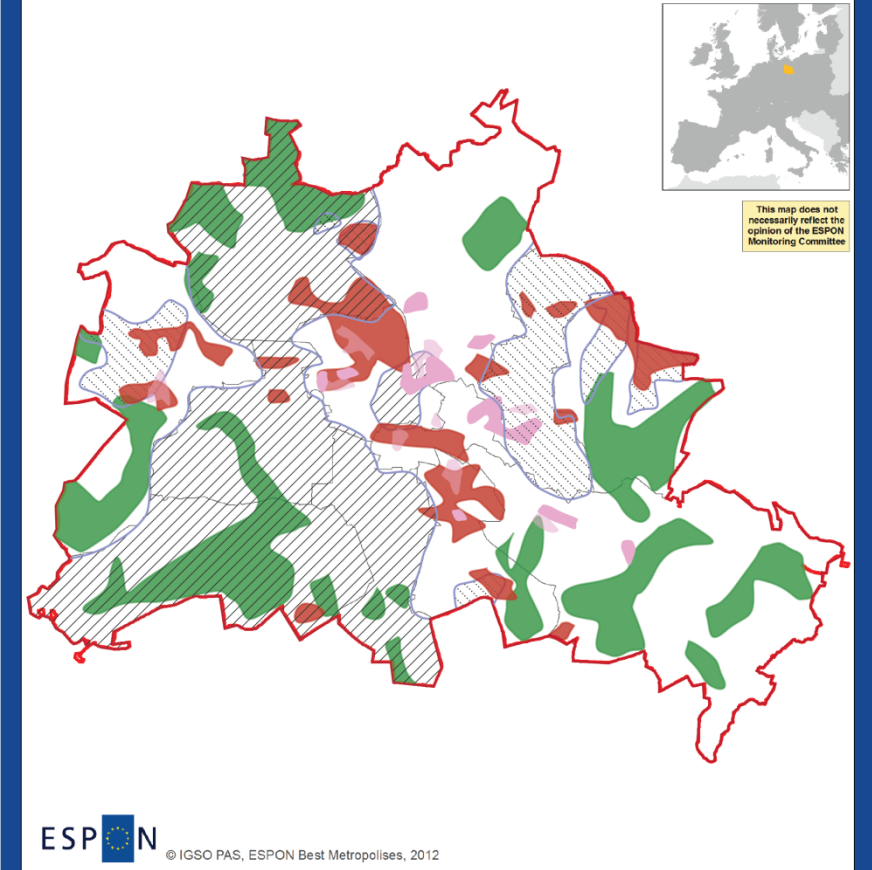 This map does not
necessarily reflect the
opinion of the ESPON
Monitoring Committee
ESPON
© IGSO PAS, ESPON Best Metropolises, 2012